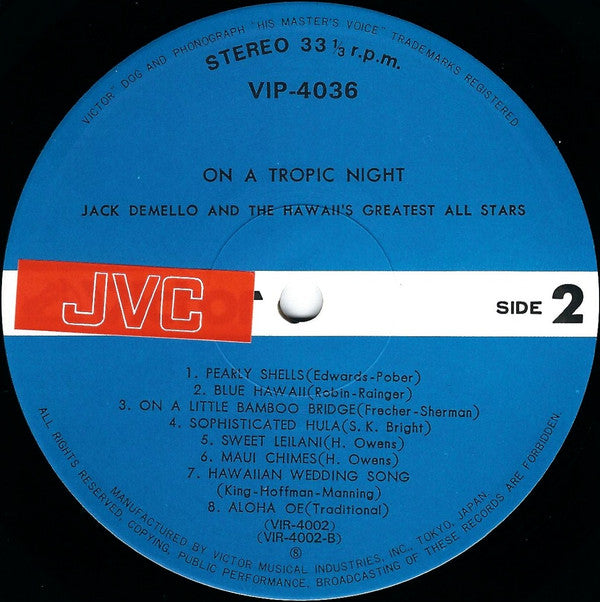 VICTOR DOG AND PHONOGRAPH "HIS MASTER'S VOICE" TRADEMARKS REGISTERED
STEREO 33 1/3 r.p.m.
VIP-4036
ON A TROPIC NIGHT
JACK DEMELLO AND THE HAWAII'S GREATEST ALL STARS
JVC
SIDE 2
1. PEARLY SHELLS(Edwards-Pober)
2. BLUE HAWAII(Robin-Rainger)
3. ON A LITTLE BAMBOO BRIDGE(Frecher-Sherman)
4. SOPHISTICATED HULA(S. K. Bright)
5. SWEET LEILANI(H. Owens)
6. MAUI CHIMES(H. Owens)
7. HAWAIIAN WEDDING SONG
(King-Hoffman-Manning)
8. ALOHA OE(Traditional)
(VIR-4002)
(VIR-4002-B)
Ⓢ
MANUFACTURED BY VICTOR MUSICAL INDUSTRIES, INC., TOKYO, JAPAN
ALL RIGHTS RESERVED, COPYING, PUBLIC PERFORMANCE, BROADCASTING OF THESE RECORDS ARE FORBIDDEN.